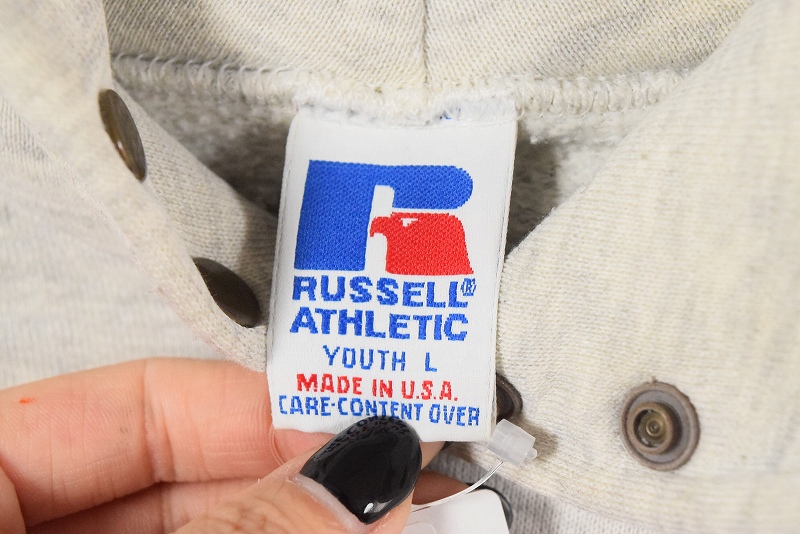 RUSSELL®
ATHLETIC
YOUTH L
MADE IN U.S.A.
CARE-CONTENT OVER